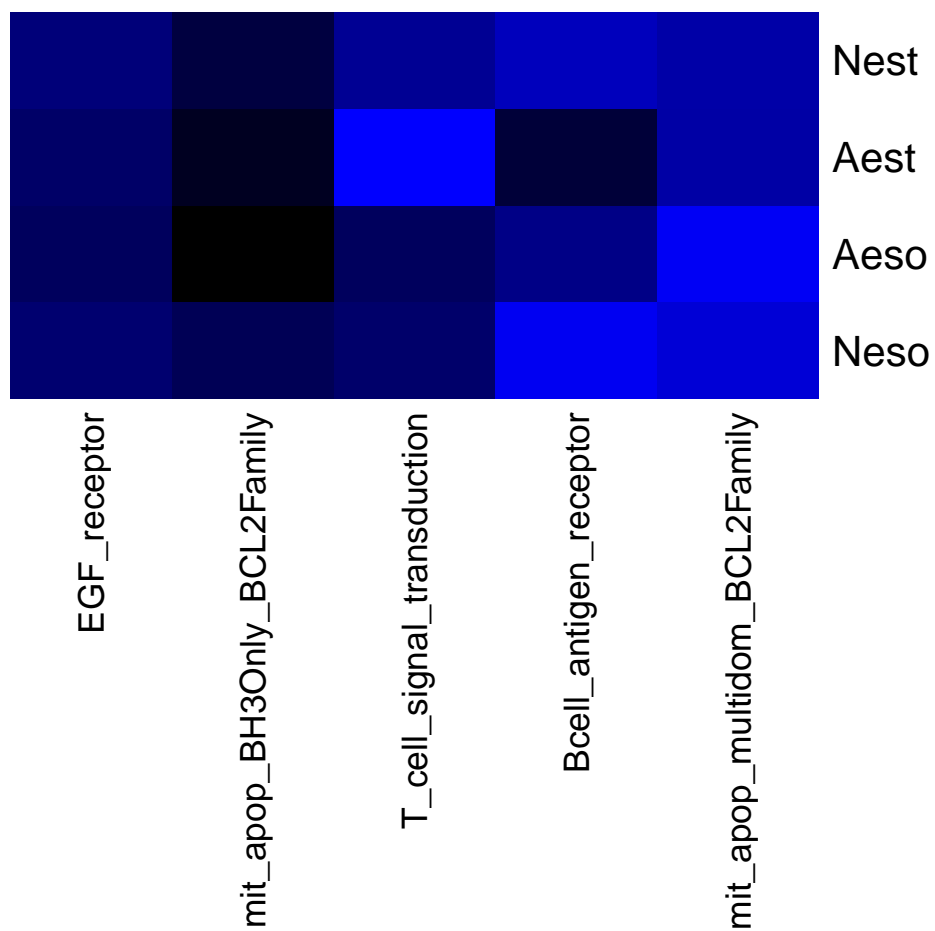 Nest
Aest
Aeso
Neso
EGF_receptor
mit_apop_BH3Only_BCL2Family
T_cell_signal_transduction
Bcell_antigen_receptor
mit_apop_multidom_BCL2Family